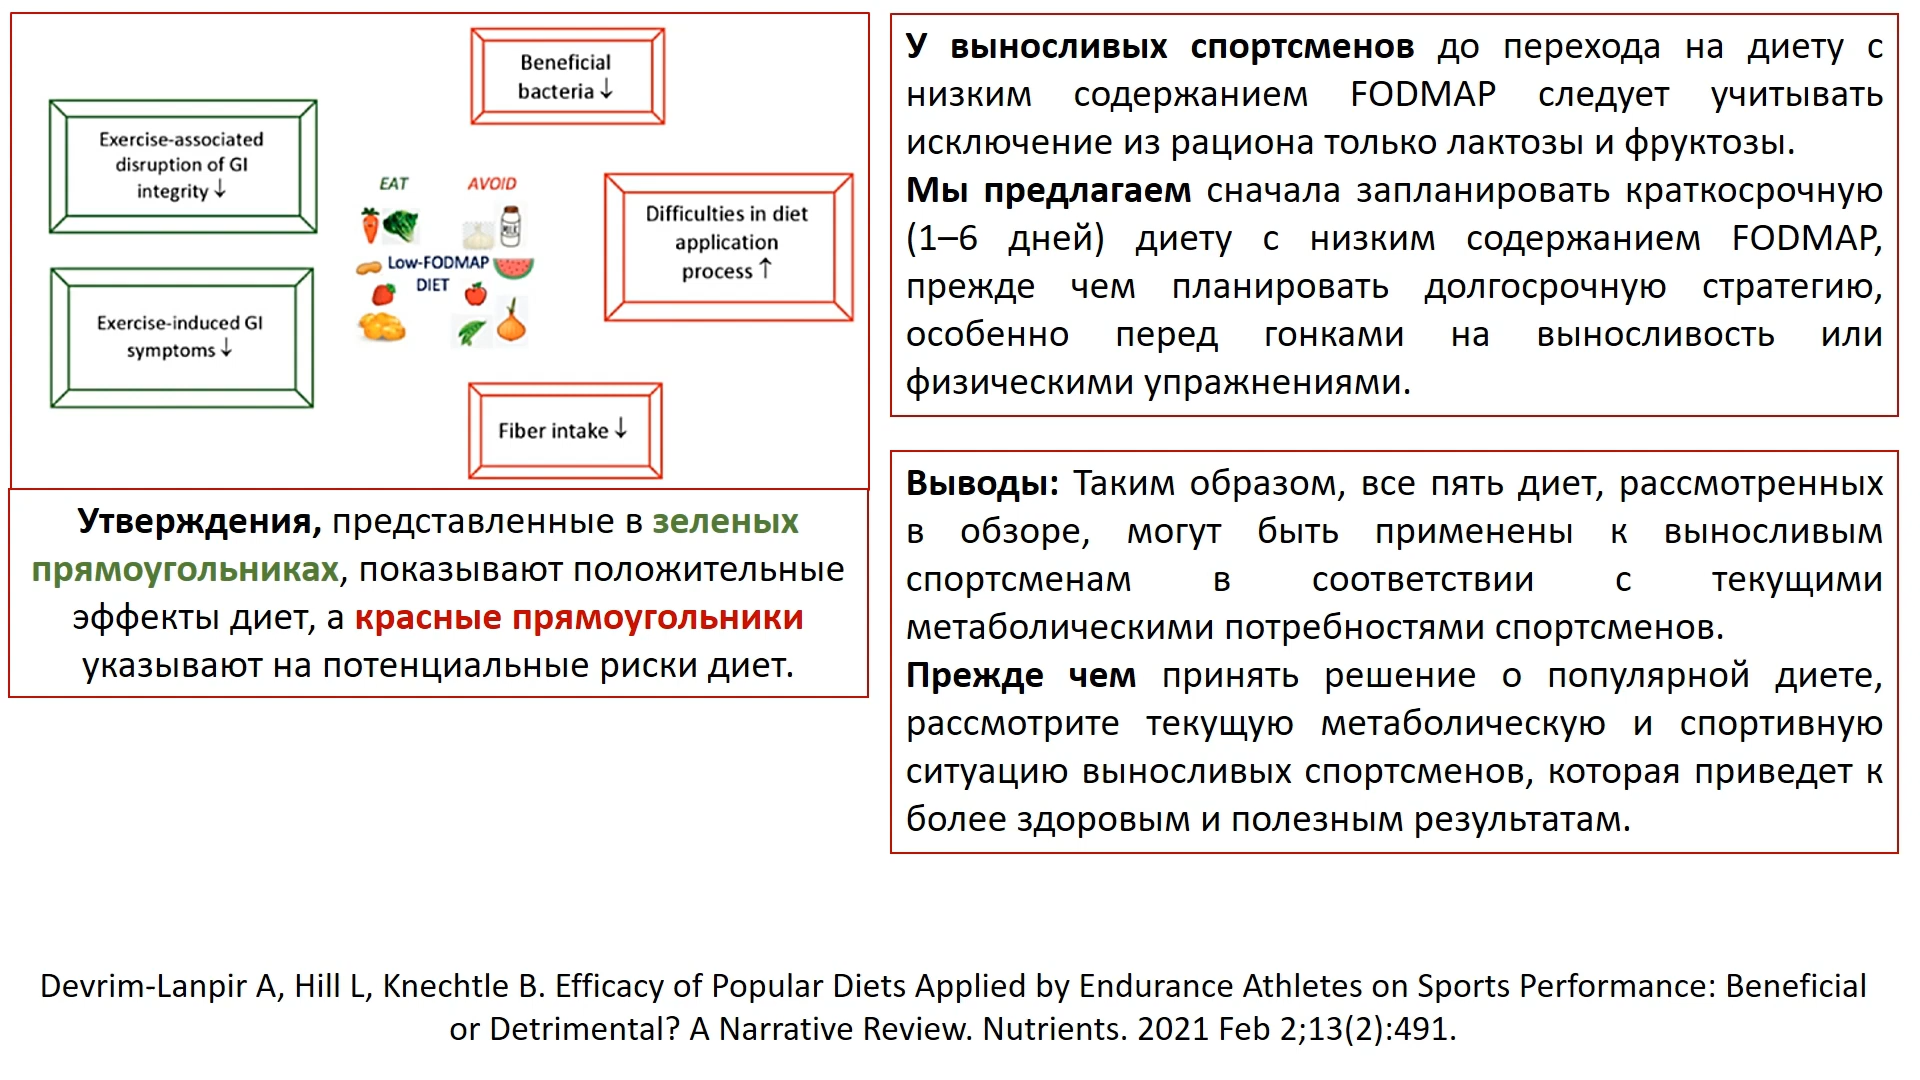 Beneficial
bacteria ↓
Exercise-associated
disruption of GI
integrity ↓
EAT
AVOID
MILK
Difficulties in diet
application
process ↑
Low-FODMAP
DIET
Exercise-induced GI
symptoms ↓
Fiber intake ↓
Утверждения, представленные в зеленых
прямоугольниках, показывают положительные
эффекты диет, а красные прямоугольники
указывают на потенциальные риски диет.
У выносливых спортсменов до перехода на диету с
низким содержанием FODMAP следует учитывать
исключение из рациона только лактозы и фруктозы.
Мы предлагаем сначала запланировать краткосрочную
(1–6 дней) диету с низким содержанием FODMAP,
прежде чем планировать долгосрочную стратегию,
особенно перед гонками на выносливость или
физическими упражнениями.
Выводы: Таким образом, все пять диет, рассмотренных
в обзоре, могут быть применены к выносливым
спортсменам в соответствии с текущими
метаболическими потребностями спортсменов.
Прежде чем принять решение о популярной диете,
рассмотрите текущую метаболическую и спортивную
ситуацию выносливых спортсменов, которая приведет к
более здоровым и полезным результатам.
Devrim-Lanpir A, Hill L, Knechtle B. Efficacy of Popular Diets Applied by Endurance Athletes on Sports Performance: Beneficial
or Detrimental? A Narrative Review. Nutrients. 2021 Feb 2;13(2):491.